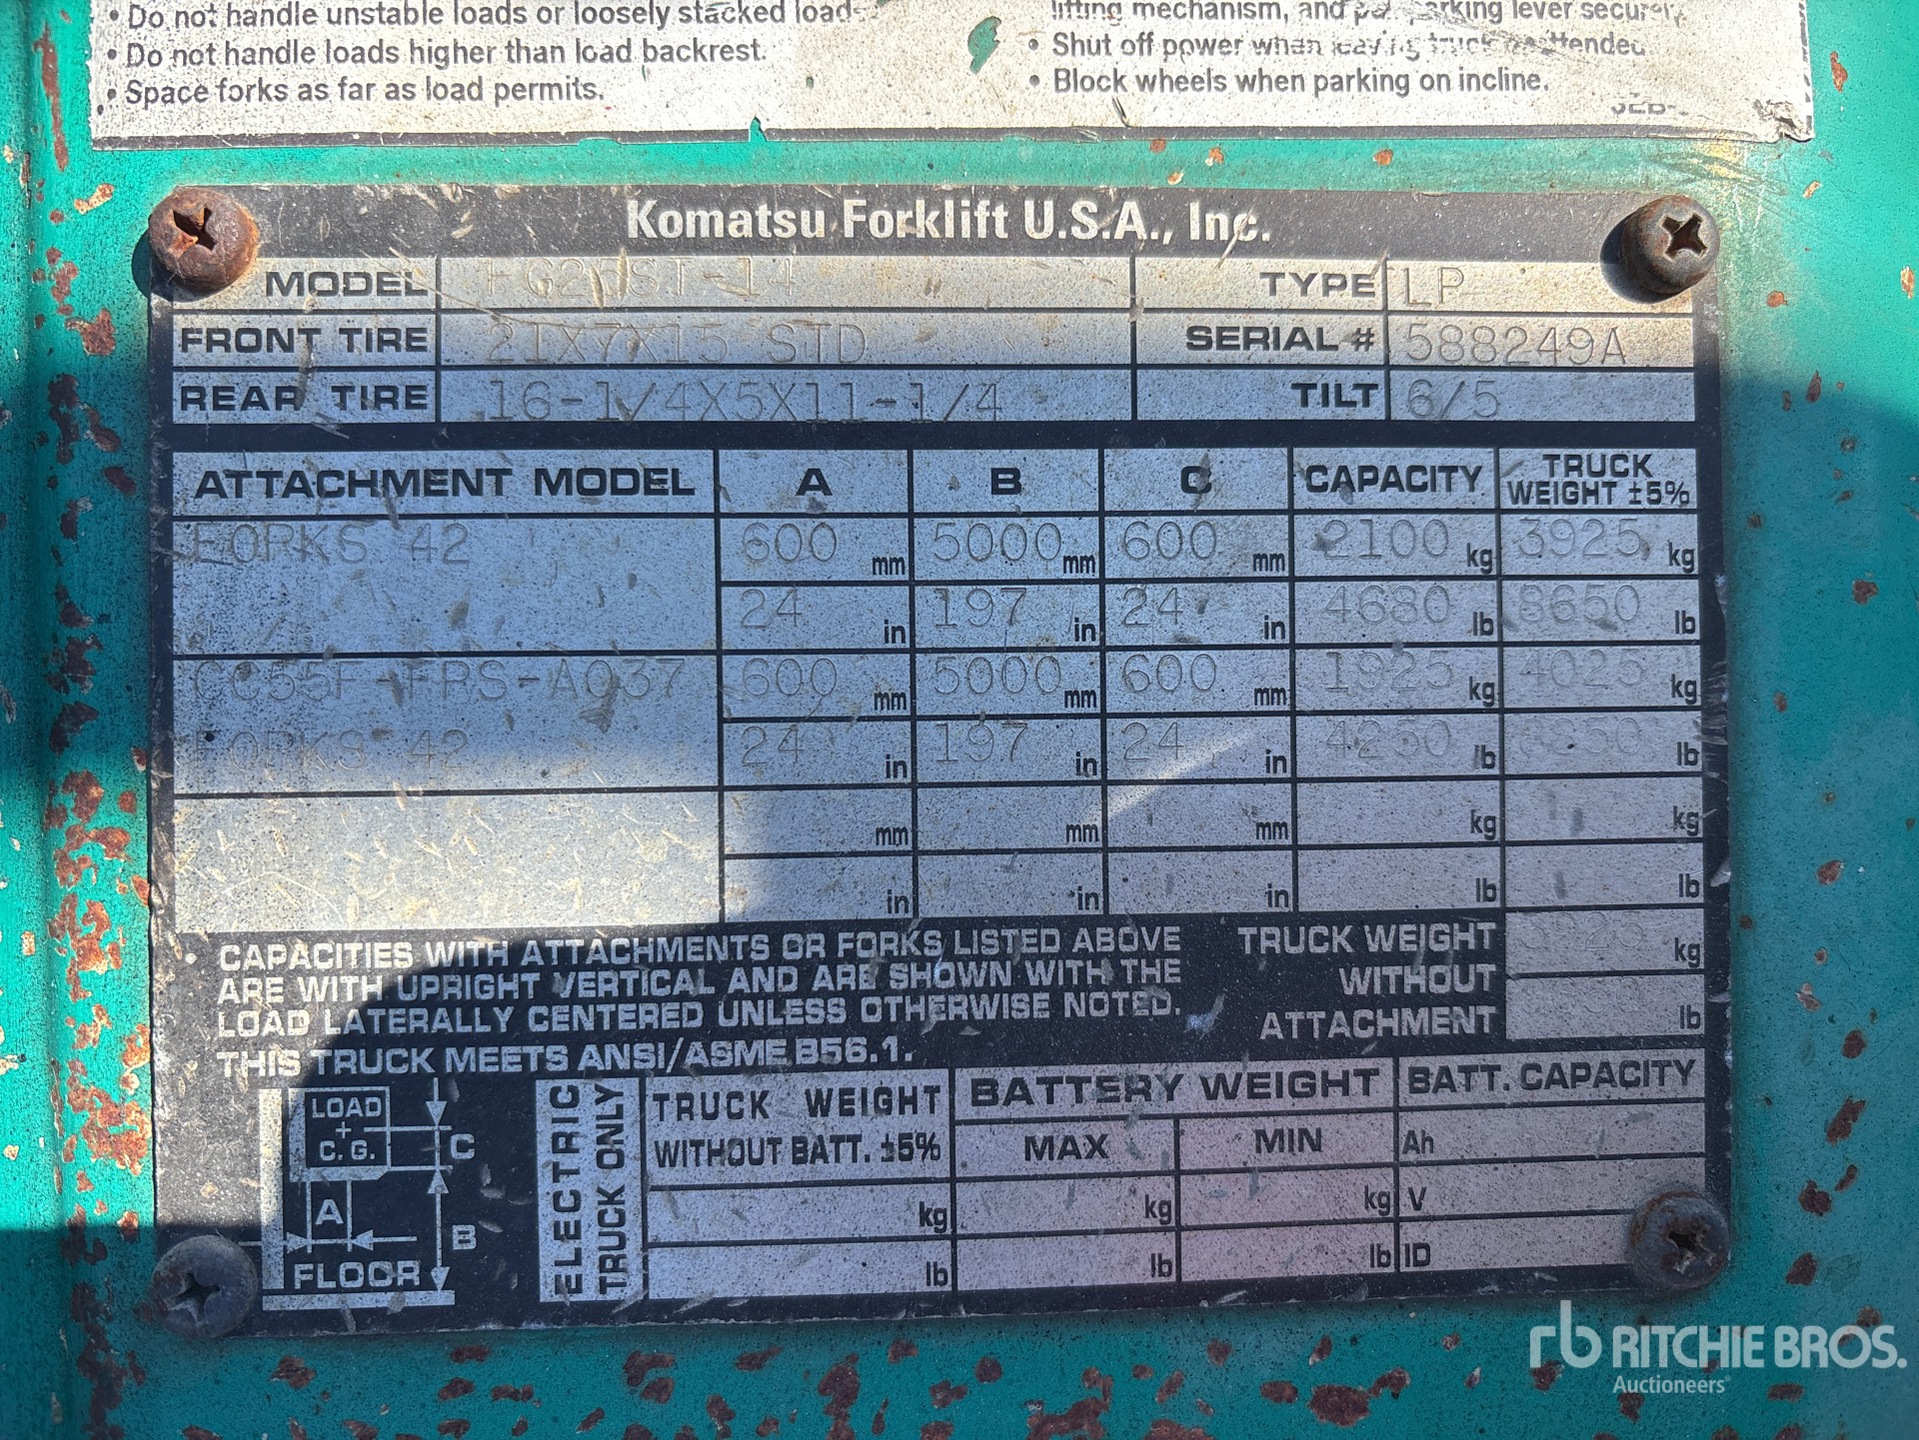 • Do not handle unstable loads or loosely stacked loads.
• Do not handle loads higher than load backrest.
• Space forks as far as load permits.
lifting mechanism, and parking lever securely
• Shut off power when leaving truck unattended
• Block wheels when parking on incline.
Komatsu Forklift U.S.A., Inc.
MODEL FG25ST-14 TYPE LP
FRONT TIRE 21X7X15 STD SERIAL # 588249A
REAR TIRE 16-1/4X5X11-1/4 TILT 6/5
ATTACHMENT MODEL A B C CAPACITY TRUCK WEIGHT ±5%
FORKS 42 600 mm 5000 mm 600 mm 2100 kg 3925 kg
24 in 197 in 24 in 4680 lb 8650 lb
CC55F-FRS-A037 600 mm 5000 mm 600 mm 1925 kg 4025 kg
FORKS 42 24 in 197 in 24 in 4250 lb lb
mm mm mm kg kg
in in in lb lb
• CAPACITIES WITH ATTACHMENTS OR FORKS LISTED ABOVE
ARE WITH UPRIGHT VERTICAL AND ARE SHOWN WITH THE
LOAD LATERALLY CENTERED UNLESS OTHERWISE NOTED.
• THIS TRUCK MEETS ANSI/ASME B56.1.
TRUCK WEIGHT kg
WITHOUT
ATTACHMENT lb
LOAD
+
C.G.
C
A
B
FLOOR
ELECTRIC
TRUCK ONLY
TRUCK WEIGHT
WITHOUT BATT. ±5%
BATTERY WEIGHT BATT. CAPACITY
MAX MIN Ah
kg kg kg V
lb lb lb ID
rb RITCHIE BROS.
Auctioneers